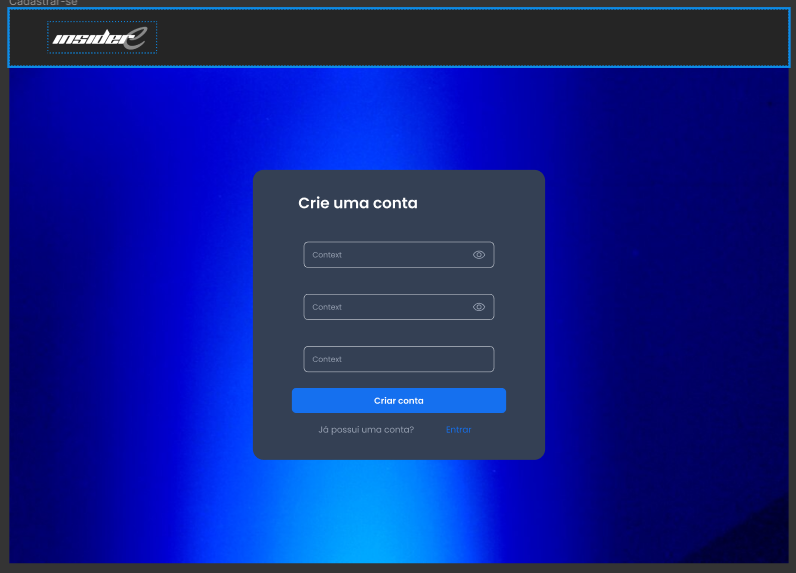 Cadastrar-se
insidere
Crie uma conta
Context
Context
Context
Criar conta
Já possui uma conta? Entrar